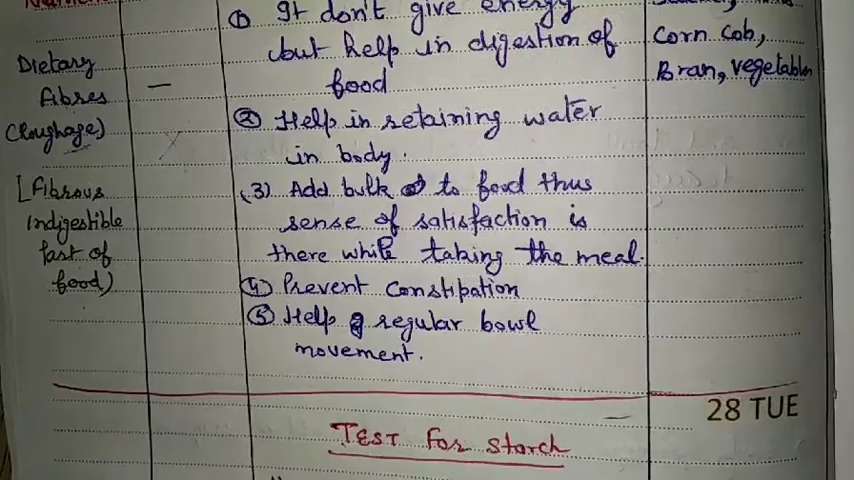 ① It don't give energy
but help in digestion of
food
② Help in retaining water
in body.
(3) Add bulk to food thus
sense of satisfaction is
there while taking the meal.
④ Prevent Constipation
⑤ Help regular bowl
movement.
Dietary
Fibres
(Roughage)
[Fibrous
Indigestible
Part of
food)
—
Corn Cob,
Bran, vegetables
28 TUE
TEST for starch